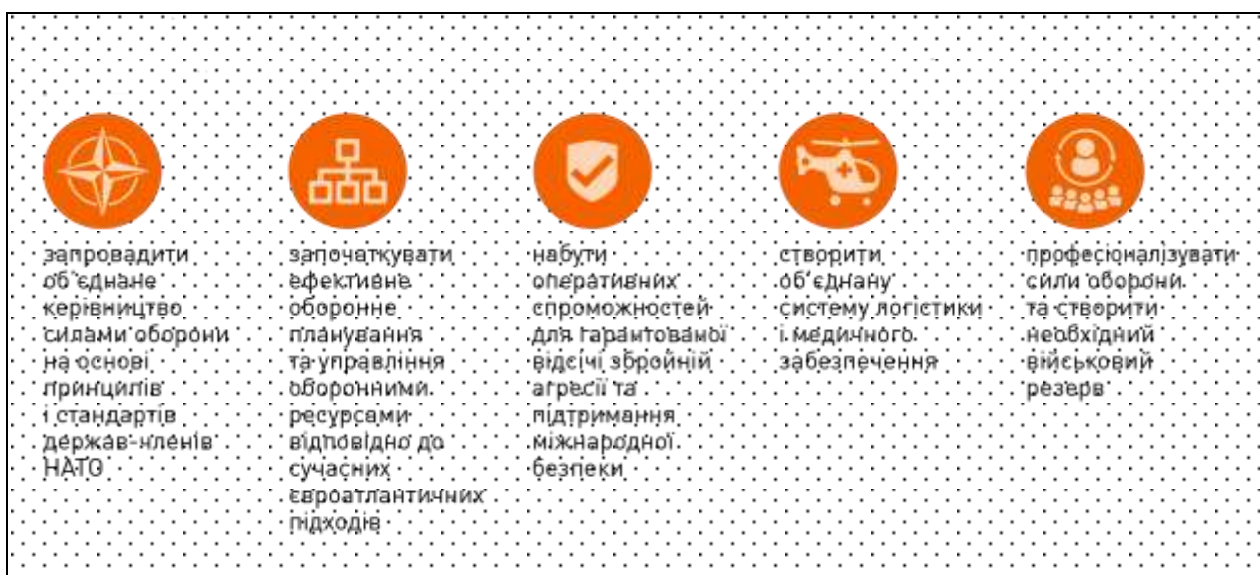 запровадити
об'єднане
керівництво
силами оборони
на основі
принципів
і стандартів
держав-членів
НАТО
започаткувати
ефективне
оборонне
планування
та управління
оборонними
ресурсами
відповідно до
сучасних
євроатлантичних
підходів
набути
оперативних
спроможностей
для гарантованої
відсічі збройній
агресії та
підтримання
міжнародної
безпеки
створити
об'єднану
систему логістики
і медичного
забезпечення
професіоналізувати
сили оборони
та створити
необхідний
військовий
резерв